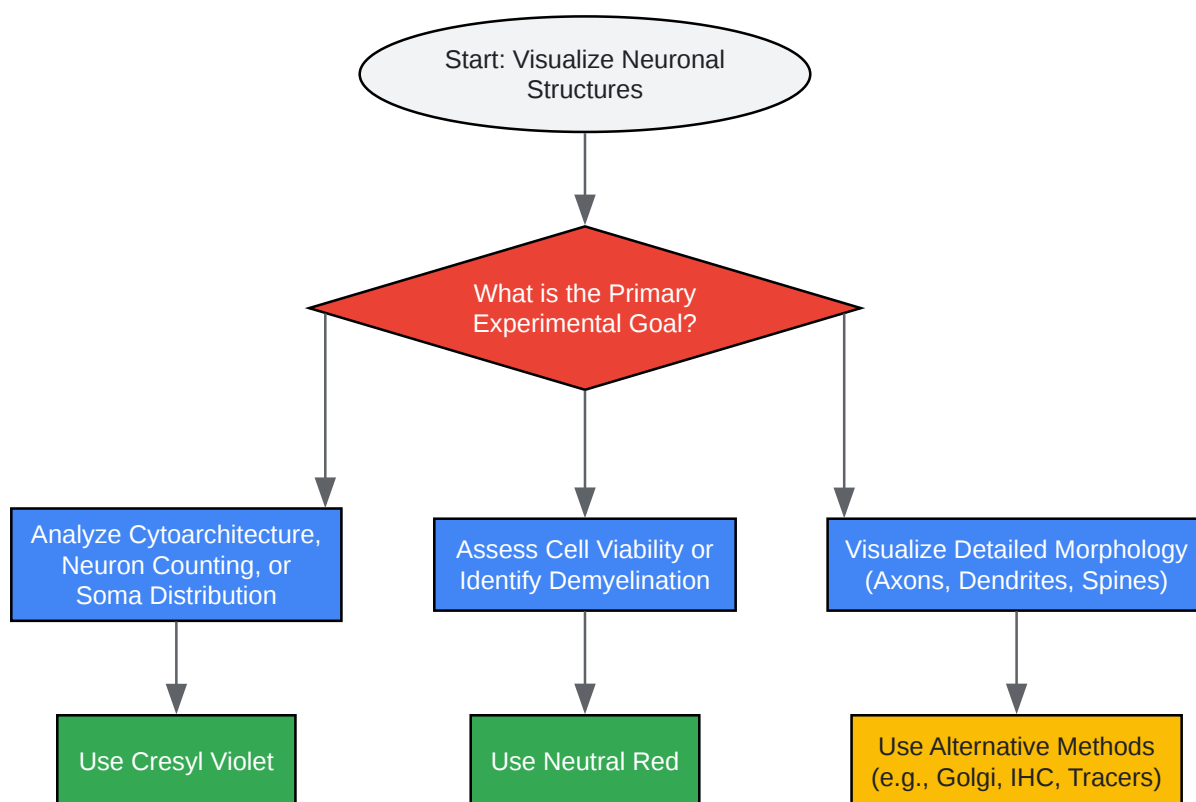 Start: Visualize Neuronal
Structures
What is the Primary
Experimental Goal?
Analyze Cytoarchitecture,
Neuron Counting, or
Soma Distribution
Assess Cell Viability or
Identify Demyelination
Visualize Detailed Morphology
(Axons, Dendrites, Spines)
Use Cresyl Violet
Use Neutral Red
Use Alternative Methods
(e.g., Golgi, IHC, Tracers)